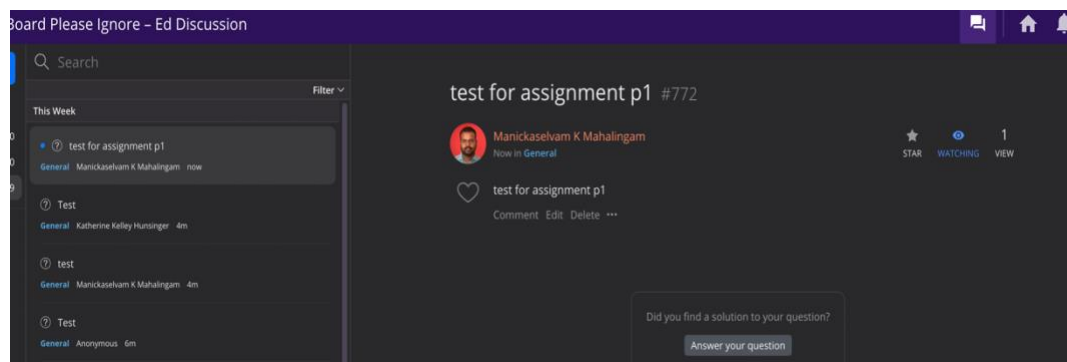 Board Please Ignore – Ed Discussion
Search
Filter
This Week
test for assignment p1
General Manickaselvam K Mahalingam now
Test
General Katherine Kelley Hunsinger 4m
test
General Manickaselvam K Mahalingam 4m
Test
General Anonymous 6m
0
0
9
test for assignment p1 #772
Manickaselvam K Mahalingam
Now in General
1
STAR WATCHING VIEW
test for assignment p1
Comment Edit Delete •••
Did you find a solution to your question?
Answer your question